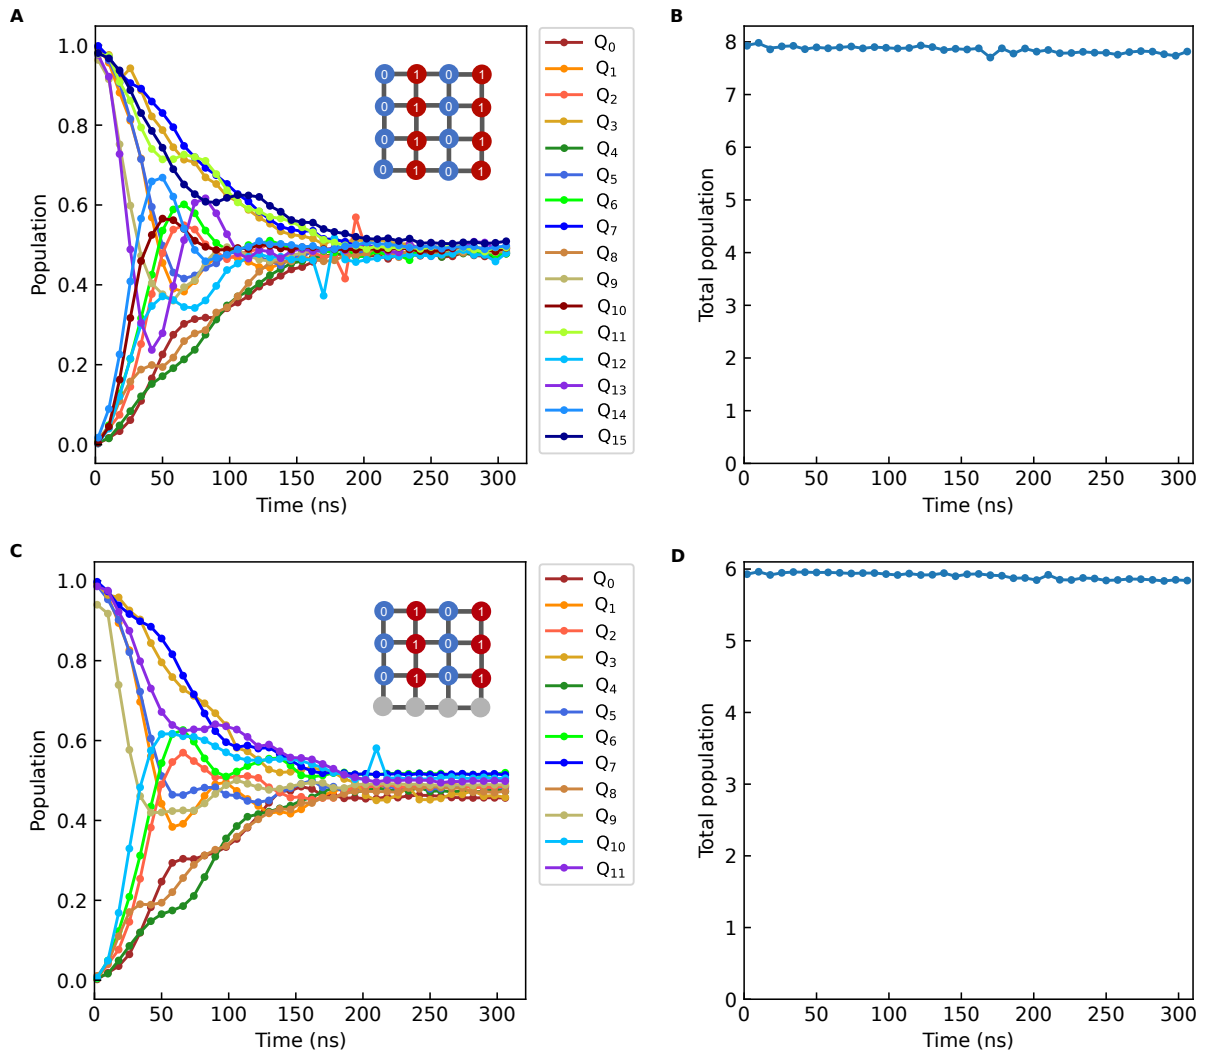 A
Population
1.0
0.8
0.6
0.4
0.2
0.0
0 1 0 1
0 1 0 1
0 1 0 1
0 1 0 1
0 50 100 150 200 250 300
Time (ns)
Q0
Q1
Q2
Q3
Q4
Q5
Q6
Q7
Q8
Q9
Q10
Q11
Q12
Q13
Q14
Q15
B
Total population
8
7
6
5
4
3
2
1
0
0 50 100 150 200 250 300
Time (ns)
C
Population
1.0
0.8
0.6
0.4
0.2
0.0
0 1 0 1
0 1 0 1
0 1 0 1
0 50 100 150 200 250 300
Time (ns)
Q0
Q1
Q2
Q3
Q4
Q5
Q6
Q7
Q8
Q9
Q10
Q11
D
Total population
6
5
4
3
2
1
0
0 50 100 150 200 250 300
Time (ns)